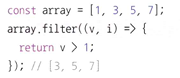 const array = [1, 3, 5, 7];
array.filter((v, i) => {
  return v > 1;
}); // [3, 5, 7]